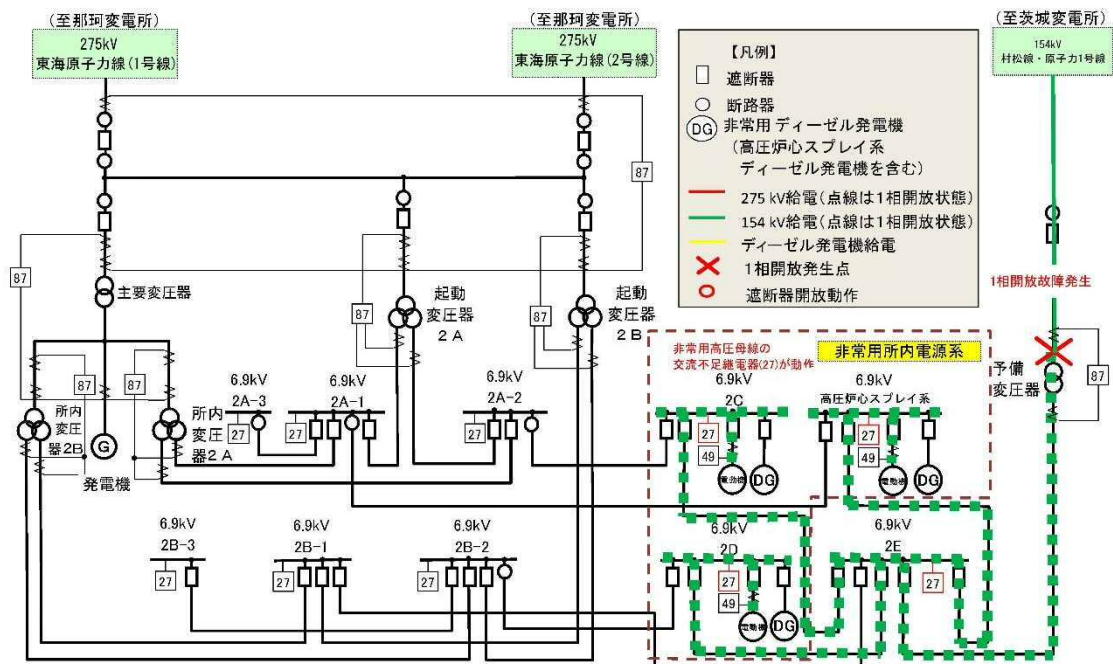 (至那珂変電所)
275kV
東海原子力線(1号線)
(至那珂変電所)
275kV
東海原子力線(2号線)
(至茨城変電所)
154kV
村松線・原子力1号線
【凡例】
遮断器
断路器
DG
非常用 ディーゼル発電機
(高圧炉心スプレイ系
ディーゼル発電機を含む)
275 kV給電(点線は1相開放状態)
154 kV給電(点線は1相開放状態)
ディーゼル発電機給電
1相開放発生点
遮断器開放動作
87
87
主要変圧器
87
起動
変圧器
2A
87
起動
変圧器
2B
1相開放故障発生
予備
変圧器
87
87
87
所内
変圧
器2B
G
所内
変圧
器2A
発電機
6.9kV
2A-3
27
6.9kV
2A-1
27
6.9kV
2A-2
27
非常用高圧母線の
交流不足継電器(27)が動作
非常用所内電源系
6.9kV
2C
27
49
電動機
DG
6.9kV
高圧炉心スプレイ系
27
49
電動機
DG
6.9kV
2B-3
27
6.9kV
2B-1
27
6.9kV
2B-2
27
6.9kV
2D
27
49
電動機
DG
6.9kV
2E
27